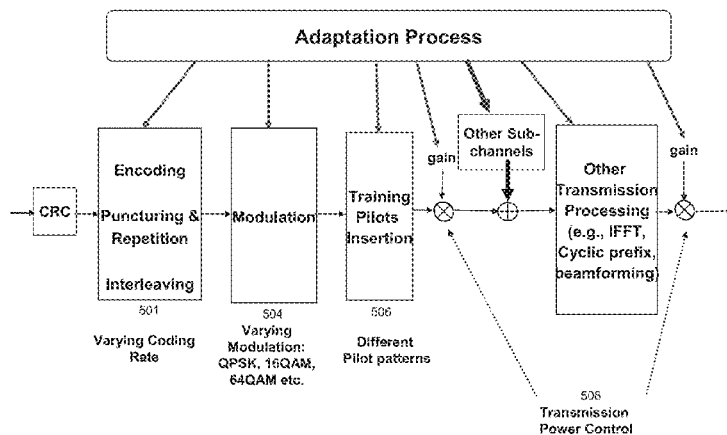 Adaptation Process
Other Sub-
channels
gain
gain
CRC
Encoding
Puncturing &
Repetition
Interleaving
Modulation
Training
Pilots
Insertion
Other
Transmission
Processing
(e.g., IFFT,
Cyclic prefix,
beamforming)
501
Varying Coding
Rate
504
Varying
Modulation:
QPSK, 16QAM,
64QAM etc.
506
Different
Pilot patterns
508
Transmission
Power Control